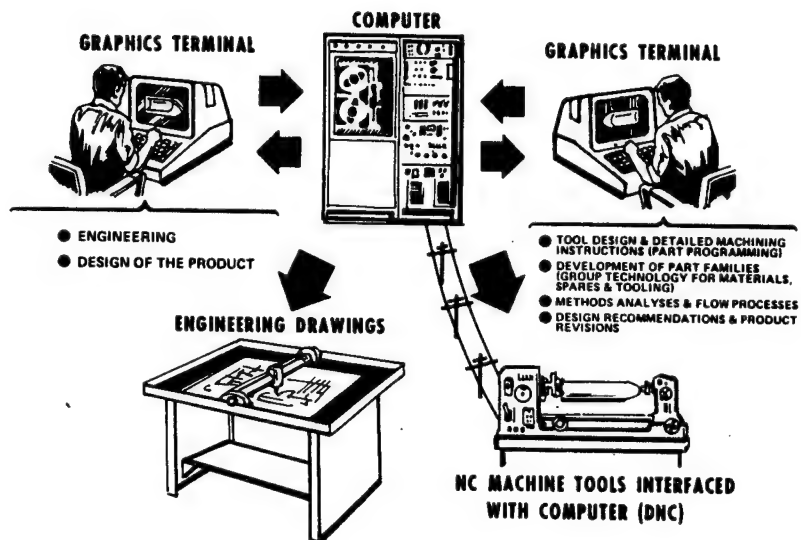 COMPUTER
GRAPHICS TERMINAL
GRAPHICS TERMINAL
● ENGINEERING
● DESIGN OF THE PRODUCT
● TOOL DESIGN & DETAILED MACHINING
INSTRUCTIONS (PART PROGRAMMING)
● DEVELOPMENT OF PART FAMILIES
(GROUP TECHNOLOGY FOR MATERIALS,
SPARES & TOOLING)
● METHODS ANALYSES & FLOW PROCESSES
● DESIGN RECOMMENDATIONS & PRODUCT
REVISIONS
ENGINEERING DRAWINGS
NC MACHINE TOOLS INTERFACED
WITH COMPUTER (DNC)